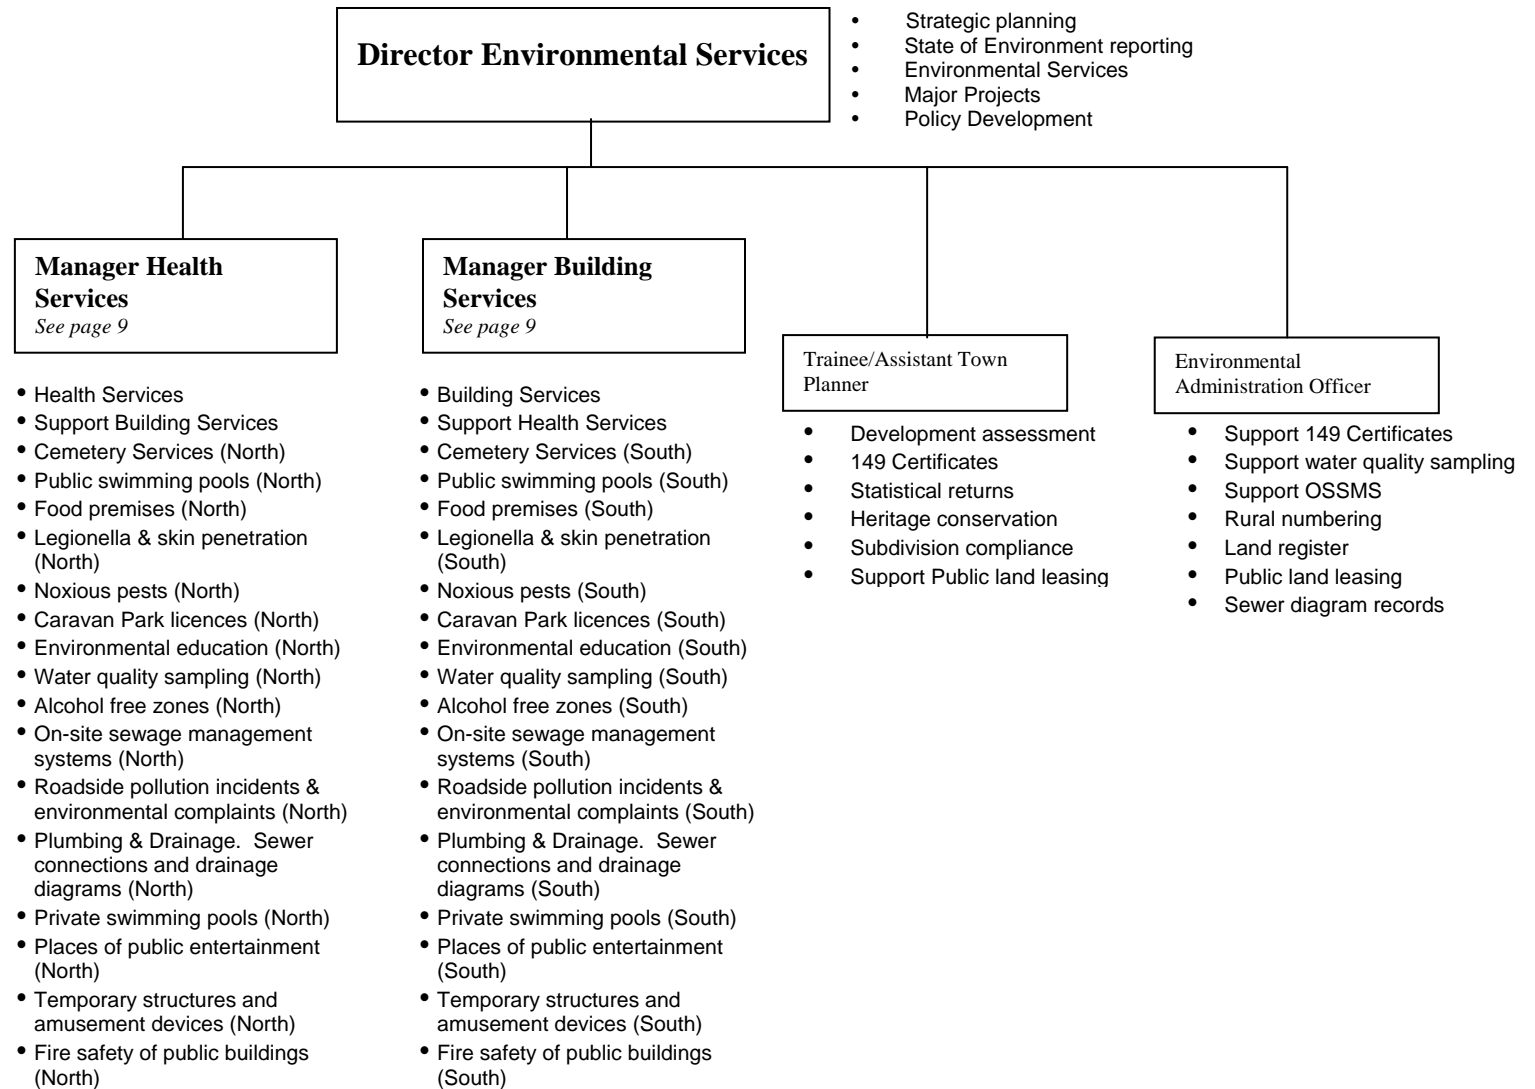 Director Environmental Services
• Strategic planning
• State of Environment reporting
• Environmental Services
• Major Projects
• Policy Development
Manager Health
Services
See page 9
• Health Services
• Support Building Services
• Cemetery Services (North)
• Public swimming pools (North)
• Food premises (North)
• Legionella & skin penetration
(North)
• Noxious pests (North)
• Caravan Park licences (North)
• Environmental education (North)
• Water quality sampling (North)
• Alcohol free zones (North)
• On-site sewage management
systems (North)
• Roadside pollution incidents &
environmental complaints (North)
• Plumbing & Drainage.  Sewer
connections and drainage
diagrams (North)
• Private swimming pools (North)
• Places of public entertainment
(North)
• Temporary structures and
amusement devices (North)
• Fire safety of public buildings
(North)
Manager Building
Services
See page 9
• Building Services
• Support Health Services
• Cemetery Services (South)
• Public swimming pools (South)
• Food premises (South)
• Legionella & skin penetration
(South)
• Noxious pests (South)
• Caravan Park licences (South)
• Environmental education (South)
• Water quality sampling (South)
• Alcohol free zones (South)
• On-site sewage management
systems (South)
• Roadside pollution incidents &
environmental complaints (South)
• Plumbing & Drainage.  Sewer
connections and drainage
diagrams (South)
• Private swimming pools (South)
• Places of public entertainment
(South)
• Temporary structures and
amusement devices (South)
• Fire safety of public buildings
(South)
Trainee/Assistant Town
Planner
• Development assessment
• 149 Certificates
• Statistical returns
• Heritage conservation
• Subdivision compliance
• Support Public land leasing
Environmental
Administration Officer
• Support 149 Certificates
• Support water quality sampling
• Support OSSMS
• Rural numbering
• Land register
• Public land leasing
• Sewer diagram records